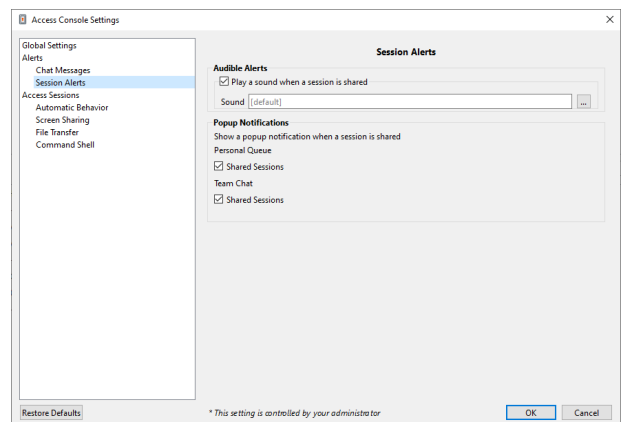 Access Console Settings
Global Settings
Alerts
Chat Messages
Session Alerts
Access Sessions
Automatic Behavior
Screen Sharing
File Transfer
Command Shell
Session Alerts
Audible Alerts
Play a sound when a session is shared
Sound [default] ...
Popup Notifications
Show a popup notification when a session is shared
Personal Queue
Shared Sessions
Team Chat
Shared Sessions
Restore Defaults
* This setting is controlled by your administrator
OK Cancel